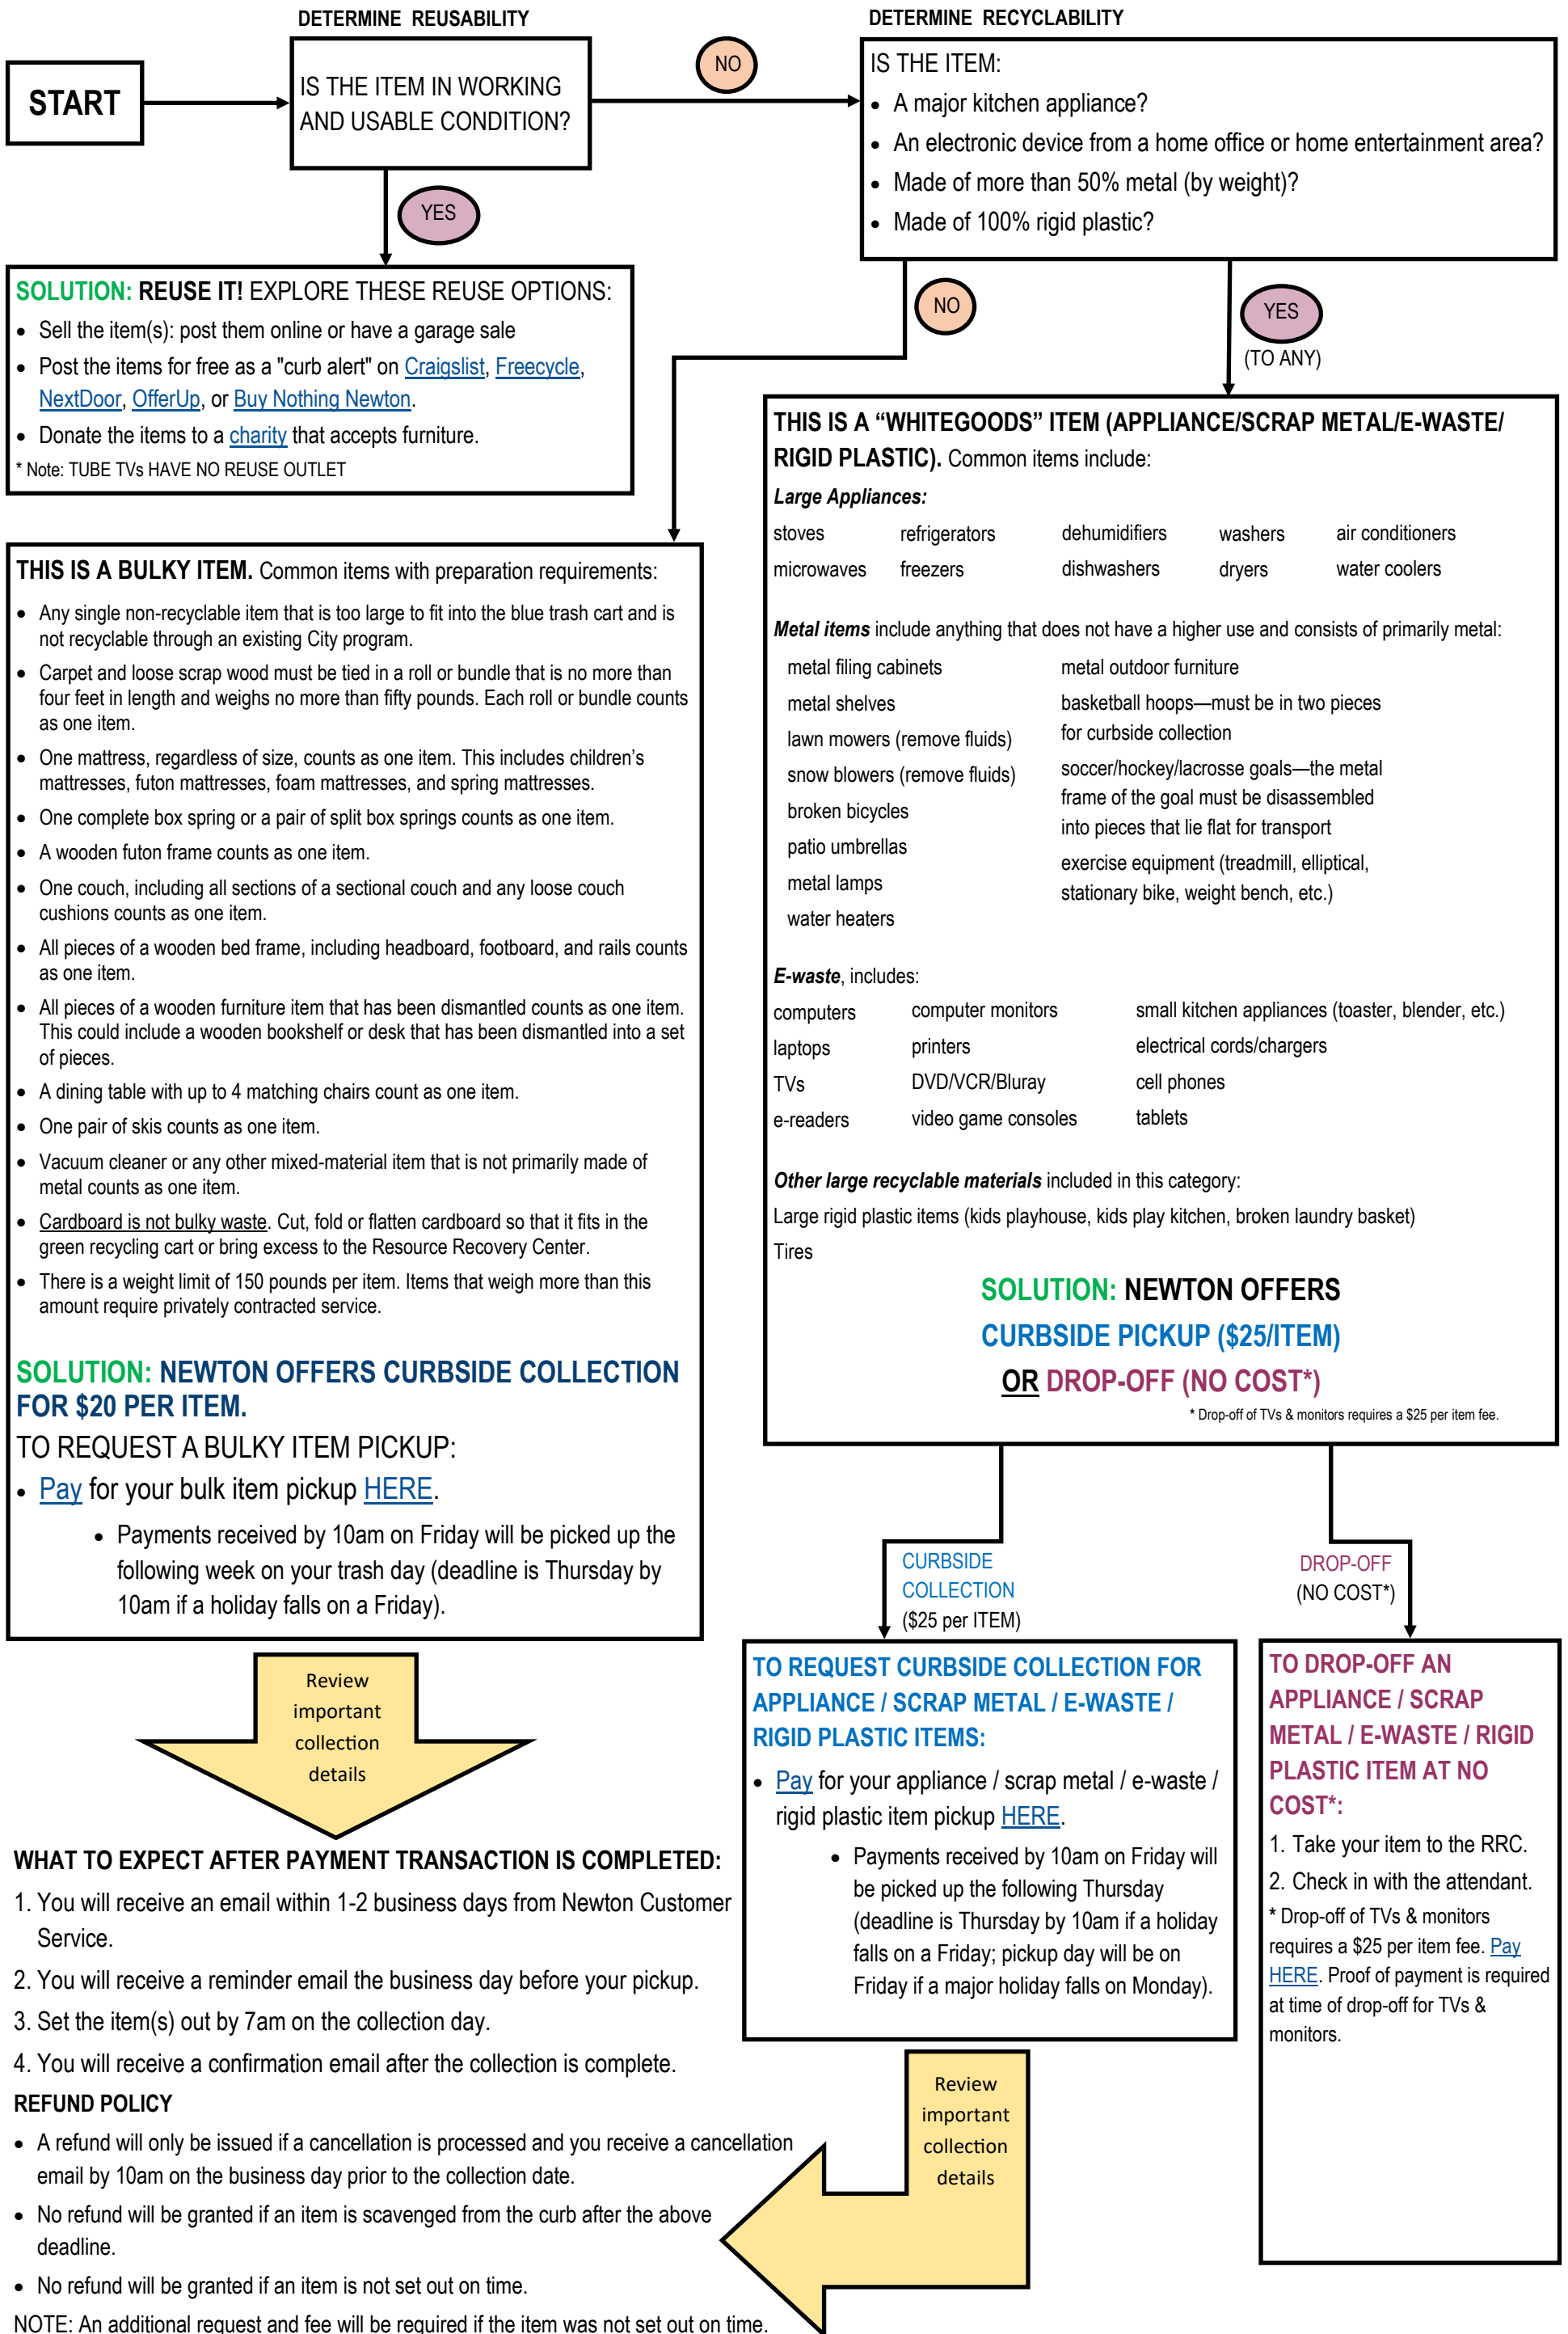 DETERMINE REUSABILITY
DETERMINE RECYCLABILITY
START
IS THE ITEM IN WORKING
AND USABLE CONDITION?
NO
YES
IS THE ITEM:
• A major kitchen appliance?
• An electronic device from a home office or home entertainment area?
• Made of more than 50% metal (by weight)?
• Made of 100% rigid plastic?
NO
YES
(TO ANY)
SOLUTION: REUSE IT! EXPLORE THESE REUSE OPTIONS:
• Sell the item(s): post them online or have a garage sale
• Post the items for free as a "curb alert" on Craigslist, Freecycle,
NextDoor, OfferUp, or Buy Nothing Newton.
• Donate the items to a charity that accepts furniture.
* Note: TUBE TVs HAVE NO REUSE OUTLET
THIS IS A BULKY ITEM. Common items with preparation requirements:
• Any single non-recyclable item that is too large to fit into the blue trash cart and is
not recyclable through an existing City program.
• Carpet and loose scrap wood must be tied in a roll or bundle that is no more than
four feet in length and weighs no more than fifty pounds. Each roll or bundle counts
as one item.
• One mattress, regardless of size, counts as one item. This includes children’s
mattresses, futon mattresses, foam mattresses, and spring mattresses.
• One complete box spring or a pair of split box springs counts as one item.
• A wooden futon frame counts as one item.
• One couch, including all sections of a sectional couch and any loose couch
cushions counts as one item.
• All pieces of a wooden bed frame, including headboard, footboard, and rails counts
as one item.
• All pieces of a wooden furniture item that has been dismantled counts as one item.
This could include a wooden bookshelf or desk that has been dismantled into a set
of pieces.
• A dining table with up to 4 matching chairs count as one item.
• One pair of skis counts as one item.
• Vacuum cleaner or any other mixed-material item that is not primarily made of
metal counts as one item.
• Cardboard is not bulky waste. Cut, fold or flatten cardboard so that it fits in the
green recycling cart or bring excess to the Resource Recovery Center.
• There is a weight limit of 150 pounds per item. Items that weigh more than this
amount require privately contracted service.
SOLUTION: NEWTON OFFERS CURBSIDE COLLECTION
FOR $20 PER ITEM.
TO REQUEST A BULKY ITEM PICKUP:
• Pay for your bulk item pickup HERE.
• Payments received by 10am on Friday will be picked up the
following week on your trash day (deadline is Thursday by
10am if a holiday falls on a Friday).
THIS IS A “WHITEGOODS” ITEM (APPLIANCE/SCRAP METAL/E-WASTE/
RIGID PLASTIC). Common items include:
Large Appliances:
stoves refrigerators dehumidifiers washers air conditioners
microwaves freezers dishwashers dryers water coolers
Metal items include anything that does not have a higher use and consists of primarily metal:
metal filing cabinets
metal shelves
lawn mowers (remove fluids)
snow blowers (remove fluids)
broken bicycles
patio umbrellas
metal lamps
water heaters
metal outdoor furniture
basketball hoops—must be in two pieces
for curbside collection
soccer/hockey/lacrosse goals—the metal
frame of the goal must be disassembled
into pieces that lie flat for transport
exercise equipment (treadmill, elliptical,
stationary bike, weight bench, etc.)
E-waste, includes:
computers computer monitors small kitchen appliances (toaster, blender, etc.)
laptops printers electrical cords/chargers
TVs DVD/VCR/Bluray cell phones
e-readers video game consoles tablets
Other large recyclable materials included in this category:
Large rigid plastic items (kids playhouse, kids play kitchen, broken laundry basket)
Tires
SOLUTION: NEWTON OFFERS
CURBSIDE PICKUP ($25/ITEM)
OR DROP-OFF (NO COST*)
* Drop-off of TVs & monitors requires a $25 per item fee.
CURBSIDE
COLLECTION
($25 per ITEM)
DROP-OFF
(NO COST*)
TO REQUEST CURBSIDE COLLECTION FOR
APPLIANCE / SCRAP METAL / E-WASTE /
RIGID PLASTIC ITEMS:
• Pay for your appliance / scrap metal / e-waste /
rigid plastic item pickup HERE.
• Payments received by 10am on Friday will
be picked up the following Thursday
(deadline is Thursday by 10am if a holiday
falls on a Friday; pickup day will be on
Friday if a major holiday falls on Monday).
TO DROP-OFF AN
APPLIANCE / SCRAP
METAL / E-WASTE / RIGID
PLASTIC ITEM AT NO
COST*:
1. Take your item to the RRC.
2. Check in with the attendant.
* Drop-off of TVs & monitors
requires a $25 per item fee. Pay
HERE. Proof of payment is required
at time of drop-off for TVs &
monitors.
Review
important
collection
details
WHAT TO EXPECT AFTER PAYMENT TRANSACTION IS COMPLETED:
1. You will receive an email within 1-2 business days from Newton Customer
Service.
2. You will receive a reminder email the business day before your pickup.
3. Set the item(s) out by 7am on the collection day.
4. You will receive a confirmation email after the collection is complete.
REFUND POLICY
• A refund will only be issued if a cancellation is processed and you receive a cancellation
email by 10am on the business day prior to the collection date.
• No refund will be granted if an item is scavenged from the curb after the above
deadline.
• No refund will be granted if an item is not set out on time.
NOTE: An additional request and fee will be required if the item was not set out on time.
Review
important
collection
details